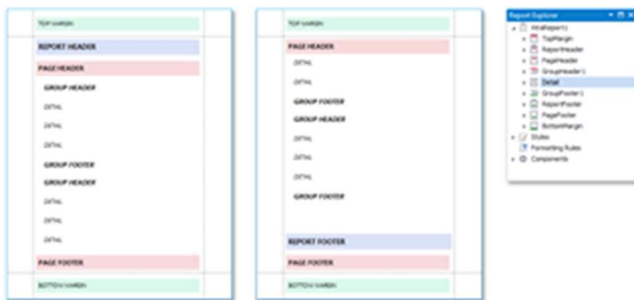 TOP MARGIN
REPORT HEADER
PAGE HEADER
GROUP HEADER
DETAIL
DETAIL
DETAIL
GROUP FOOTER
GROUP HEADER
DETAIL
DETAIL
DETAIL
PAGE FOOTER
BOTTOM MARGIN
TOP MARGIN
PAGE HEADER
DETAIL
DETAIL
GROUP FOOTER
GROUP HEADER
DETAIL
DETAIL
DETAIL
GROUP FOOTER
REPORT FOOTER
PAGE FOOTER
BOTTOM MARGIN
Report Explorer
XtraReport1
TopMargin
ReportHeader
PageHeader
GroupHeader1
Detail
GroupFooter1
ReportFooter
PageFooter
BottomMargin
Styles
Formatting Rules
Components